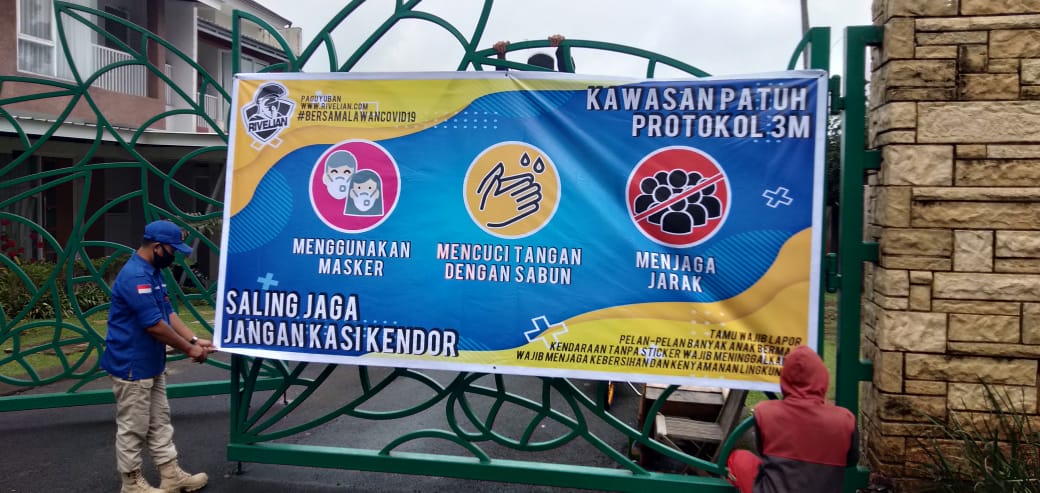 RIVELIAN
PAGUYUBAN
WWW.RIVELIAN.COM
#BERSAMALAWANCOVID19
KAWASAN PATUH
PROTOKOL 3M
MENGGUNAKAN
MASKER
MENCUCI TANGAN
DENGAN SABUN
MENJAGA
JARAK
SALING JAGA
JANGAN KASI KENDOR
TAMU WAJIB LAPOR
PELAN-PELAN BANYAK ANAK BERMAI
KENDARAAN TANPA STICKER WAJIB MENINGGALKA
WAJIB MENJAGA KEBERSIHAN DAN KENYAMANAN LINGKUN